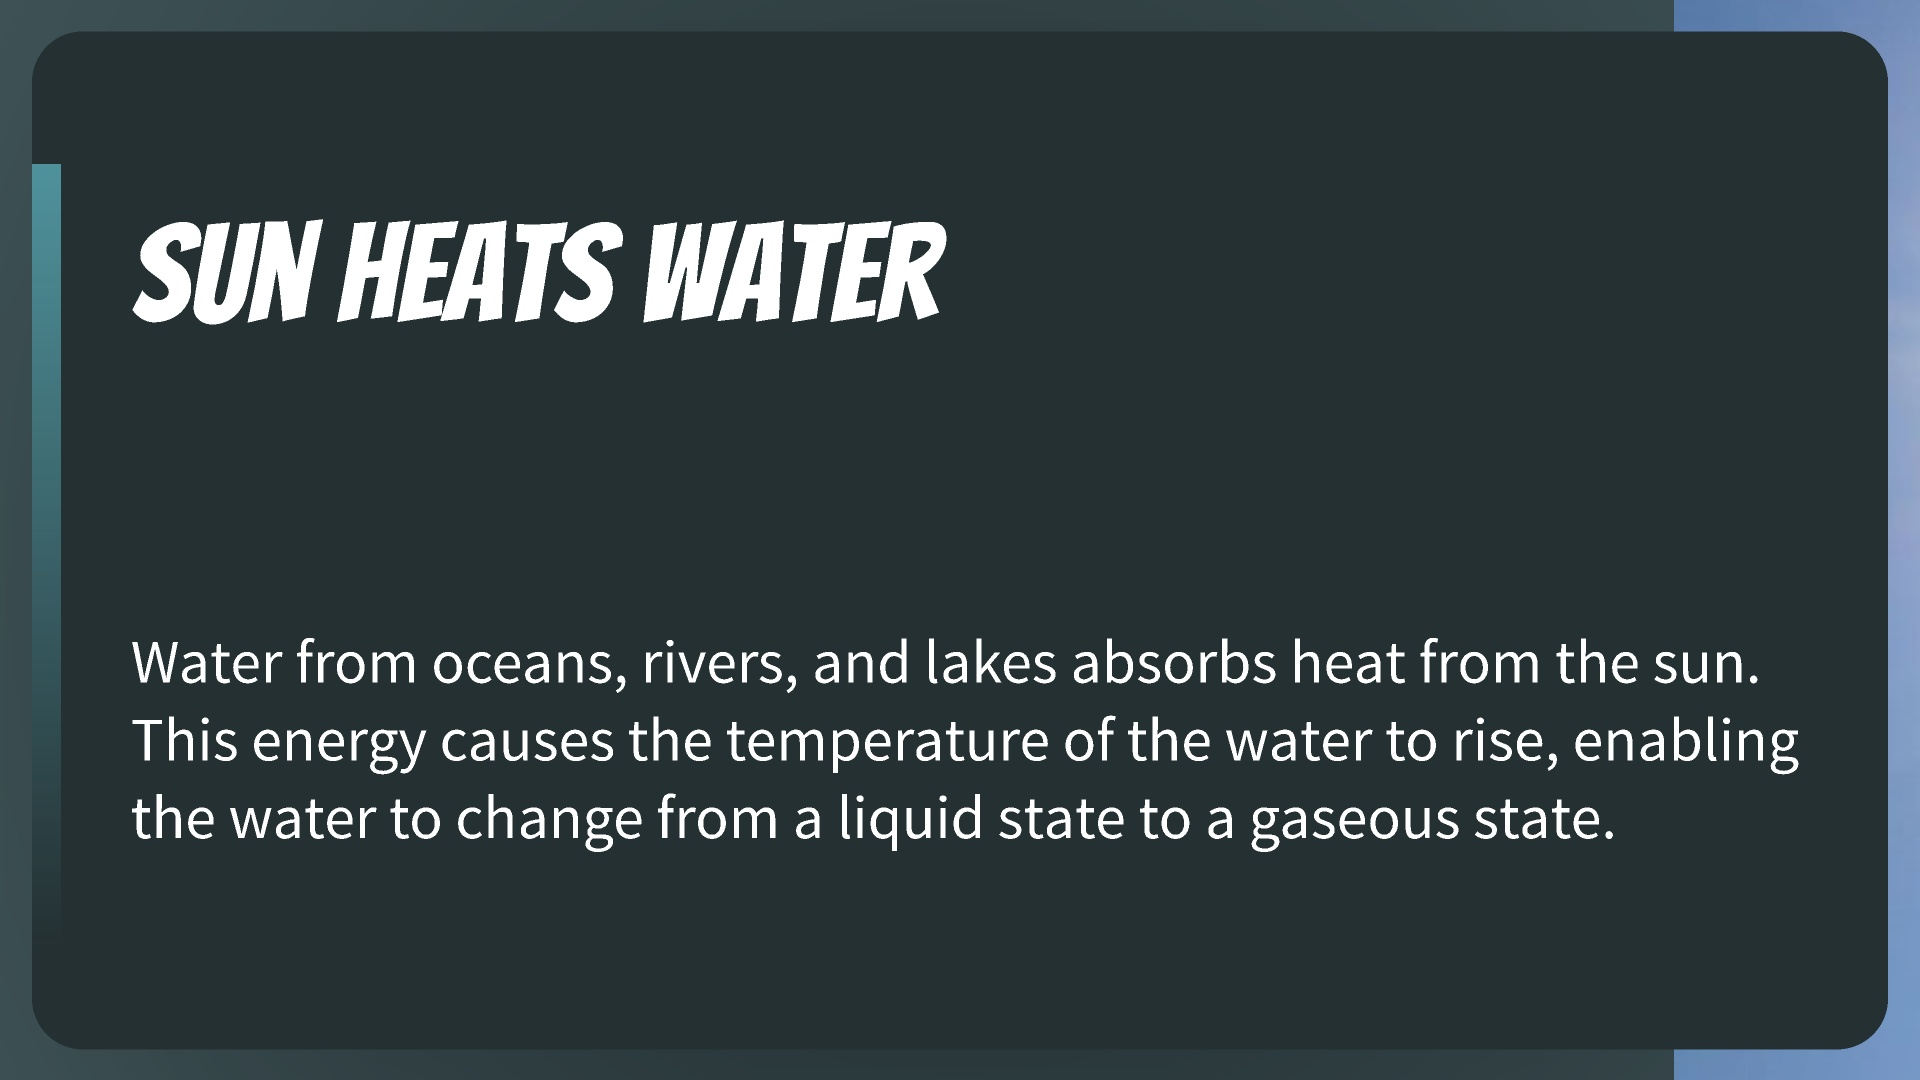 SUN HEATS WATER
Water from oceans, rivers, and lakes absorbs heat from the sun.
This energy causes the temperature of the water to rise, enabling
the water to change from a liquid state to a gaseous state.